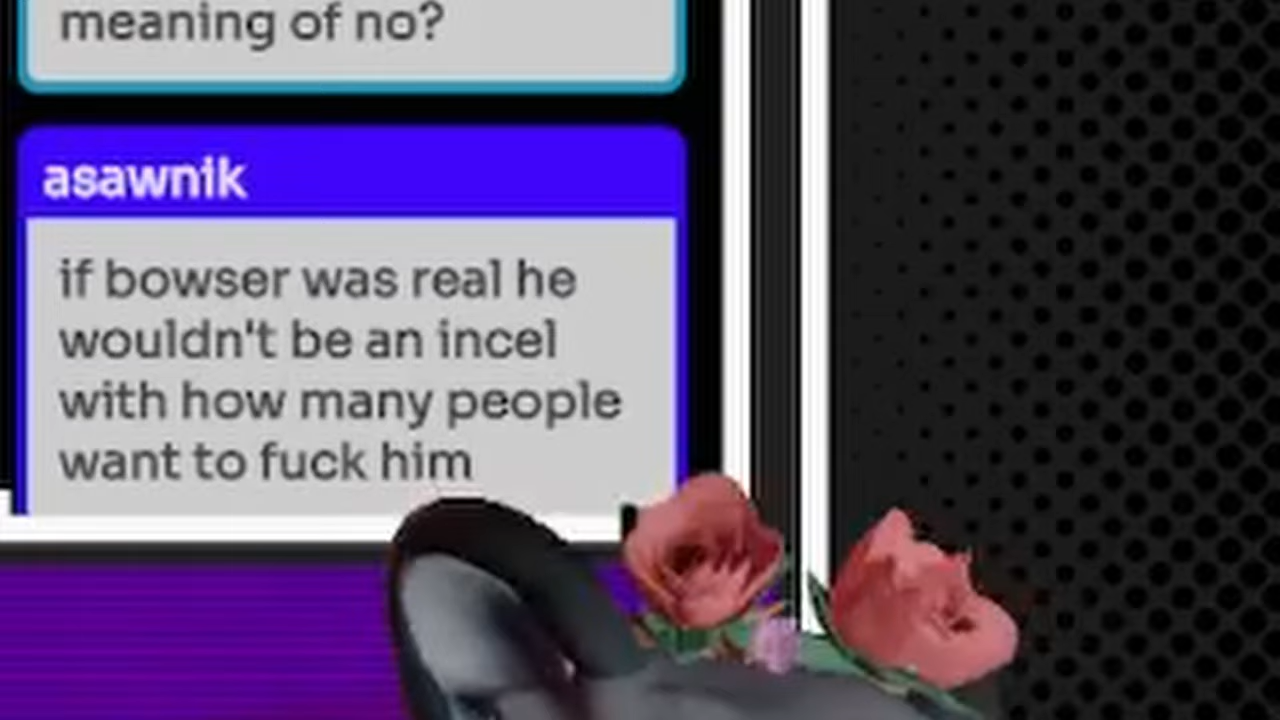 meaning of no?
asawnik
if bowser was real he
wouldn't be an incel
with how many people
want to fuck him